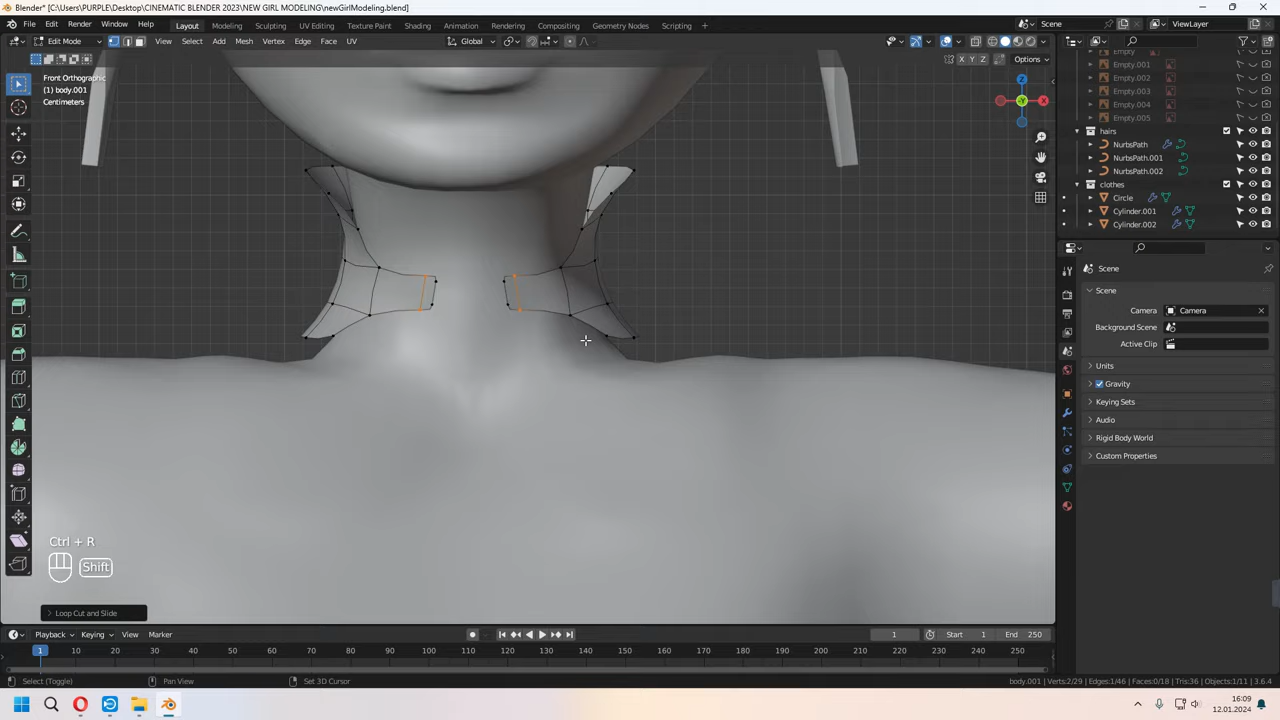 Blender* [C:\Users\PURPLE\Desktop\CINEMATIC BLENDER 2023\NEW GIRL MODELING\newGirlModeling.blend]
File Edit Render Window Help Layout Modeling Sculpting UV Editing Texture Paint Shading Animation Rendering Compositing Geometry Nodes Scripting + Scene ViewLayer
Edit Mode View Select Add Mesh Vertex Edge Face UV Global
X Y Z Options
Front Orthographic
(1) body.001
Centimeters
Z
Y
X
Empty
Empty.001
Empty.002
Empty.003
Empty.004
Empty.005
hairs
NurbsPath
NurbsPath.001
NurbsPath.002
clothes
Circle
Cylinder.001
Cylinder.002
Scene
Scene
Camera Camera
Background Scene
Active Clip
Units
Gravity
Keying Sets
Audio
Rigid Body World
Custom Properties
Ctrl + R
Shift
Loop Cut and Slide
Playback Keying View Marker 1 Start 1 End 250
1 10 20 30 40 50 60 70 80 90 100 110 120 130 140 150 160 170 180 190 200 210 220 230 240 250
Select (Toggle) Pan View Set 3D Cursor body.001 | Verts:2/29 | Edges:1/46 | Faces:0/18 | Tris:36 | Objects:1/11 | 3.6.4
16:09
12.01.2024